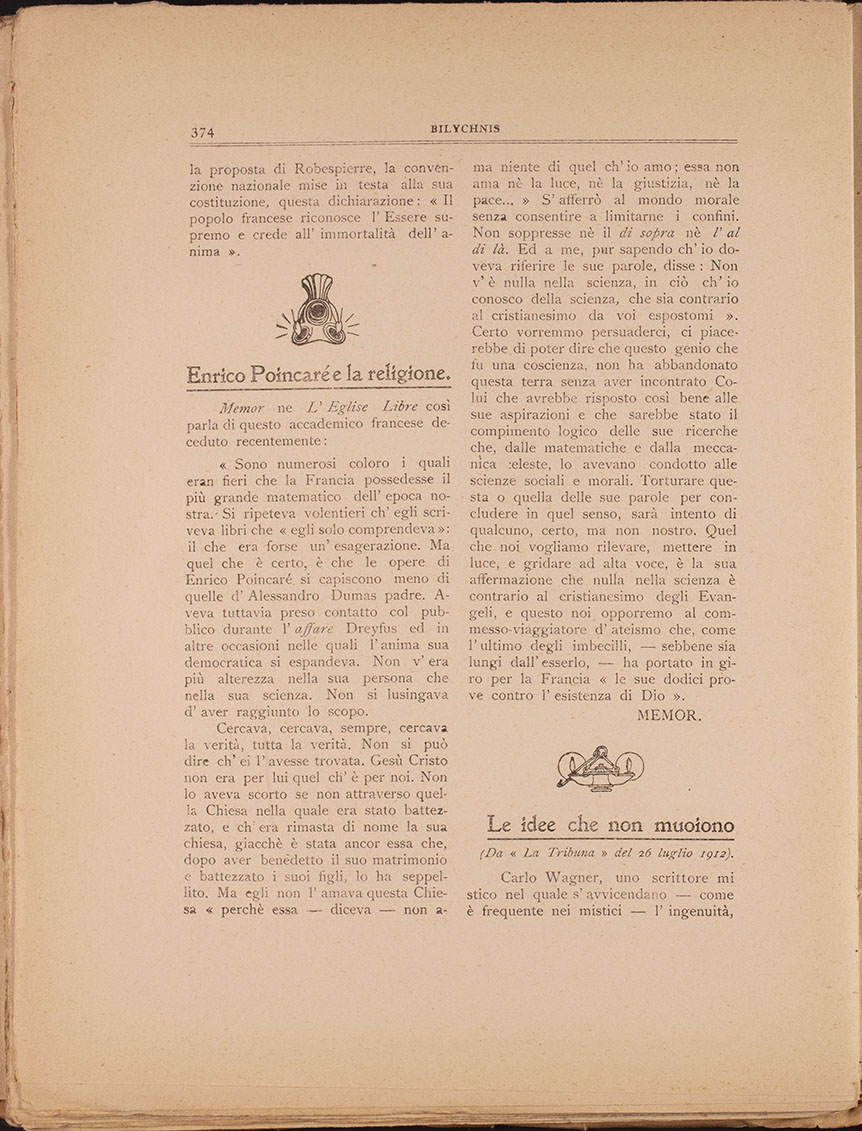 374
BILYCHNIS
la proposta di Robespierre, la conven-
zione nazionale mise in testa alla sua
costituzione, questa dichiarazione : « Il
popolo francese riconosce l' Essere su-
premo e crede all' immortalità dell' a-
nima ».
Enrico Poincaré e la religione.
Memor ne L' Eglise Libre così
parla di questo accademico francese de-
ceduto recentemente :
« Sono numerosi coloro i quali
eran fieri che la Francia possedesse il
più grande matematico dell' epoca no-
stra. Si ripeteva volentieri ch' egli scri-
veva libri che « egli solo comprendeva »:
il che era forse un' esagerazione. Ma
quel che è certo, è che le opere di
Enrico Poincaré si capiscono meno di
quelle d' Alessandro Dumas padre. A-
veva tuttavia preso contatto col pub-
blico durante l' affare Dreyfus ed in
altre occasioni nelle quali l' anima sua
democratica si espandeva. Non v' era
più alterezza nella sua persona che
nella sua scienza. Non si lusingava
d' aver raggiunto lo scopo.
Cercava, cercava, sempre, cercava
la verità, tutta la verità. Non si può
dire ch' ei l' avesse trovata. Gesù Cristo
non era per lui quel ch' è per noi. Non
lo aveva scorto se non attraverso quel-
la Chiesa nella quale era stato battez-
zato, e ch' era rimasta di nome la sua
chiesa, giacchè è stata ancor essa che,
dopo aver benedetto il suo matrimonio
e battezzato i suoi figli, lo ha seppel-
lito. Ma egli non l' amava questa Chie-
sa « perchè essa — diceva — non a-
ma niente di quel ch' io amo ; essa non
ama nè la luce, nè la giustizia, nè la
pace... » S' afferrò al mondo morale
senza consentire a limitarne i confini.
Non soppresse nè il di sopra nè l' al
di là. Ed a me, pur sapendo ch' io do-
veva riferire le sue parole, disse : Non
v' è nulla nella scienza, in ciò ch' io
conosco della scienza, che sia contrario
al cristianesimo da voi espostomi ».
Certo vorremmo persuaderci, ci piace-
rebbe di poter dire che questo genio che
fu una coscienza, non ha abbandonato
questa terra senza aver incontrato Co-
lui che avrebbe risposto così bene alle
sue aspirazioni e che sarebbe stato il
compimento logico delle sue ricerche
che, dalle matematiche e dalla mecca-
nica celeste, lo avevano condotto alle
scienze sociali e morali. Torturare que-
sta o quella delle sue parole per con-
cludere in quel senso, sarà intento di
qualcuno, certo, ma non nostro. Quel
che noi vogliamo rilevare, mettere in
luce, e gridare ad alta voce, è la sua
affermazione che nulla nella scienza è
contrario al cristianesimo degli Evan-
geli, e questo noi opporremo al com-
messo-viaggiatore d' ateismo che, come
l' ultimo degli imbecilli, — sebbene sia
lungi dall' esserlo, — ha portato in gi-
ro per la Francia « le sue dodici pro-
ve contro l' esistenza di Dio ».
MEMOR.
Le idee che non muoiono
(Da « La Tribuna » del 26 luglio 1912).
Carlo Wagner, uno scrittore mi
stico nel quale s' avvicendano — come
è frequente nei mistici — l' ingenuità,